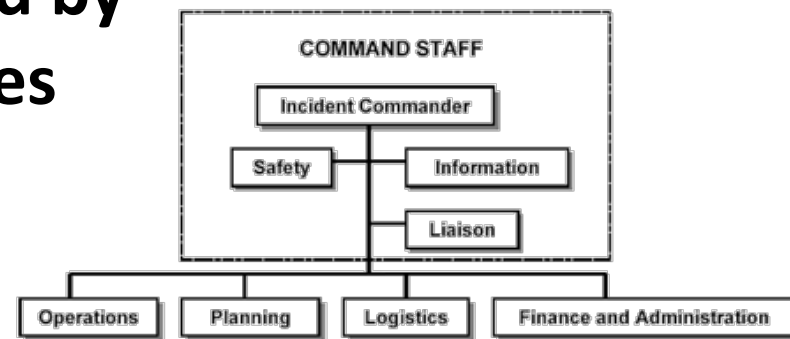 d by
es
COMMAND STAFF
Incident Commander
Safety
Information
Liaison
Operations
Planning
Logistics
Finance and Administration